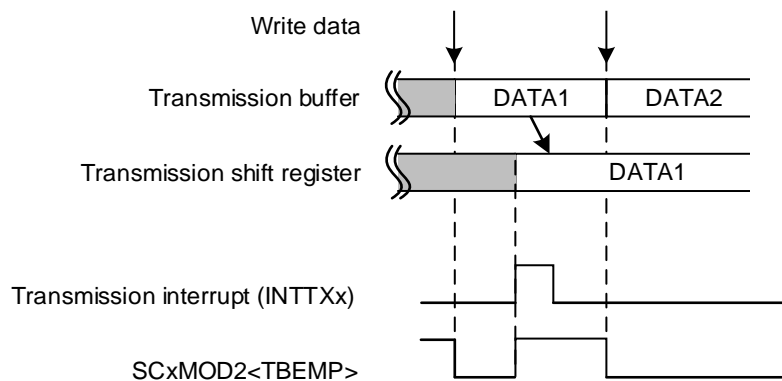 Write data
Transmission buffer
DATA1
DATA2
Transmission shift register
DATA1
Transmission interrupt (INTTXx)
SCxMOD2<TBEMP>